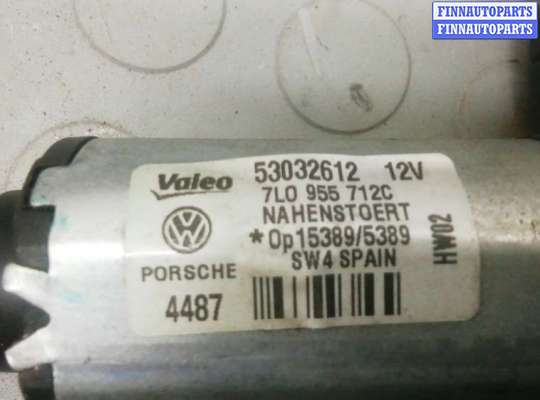 FINNAUTOPARTS
FINNAUTOPARTS
Valeo 53032612 12V
7L0 955 712C
NAHENSTOERT
*Op15389/5389
SW4 SPAIN
HW02
PORSCHE
4487